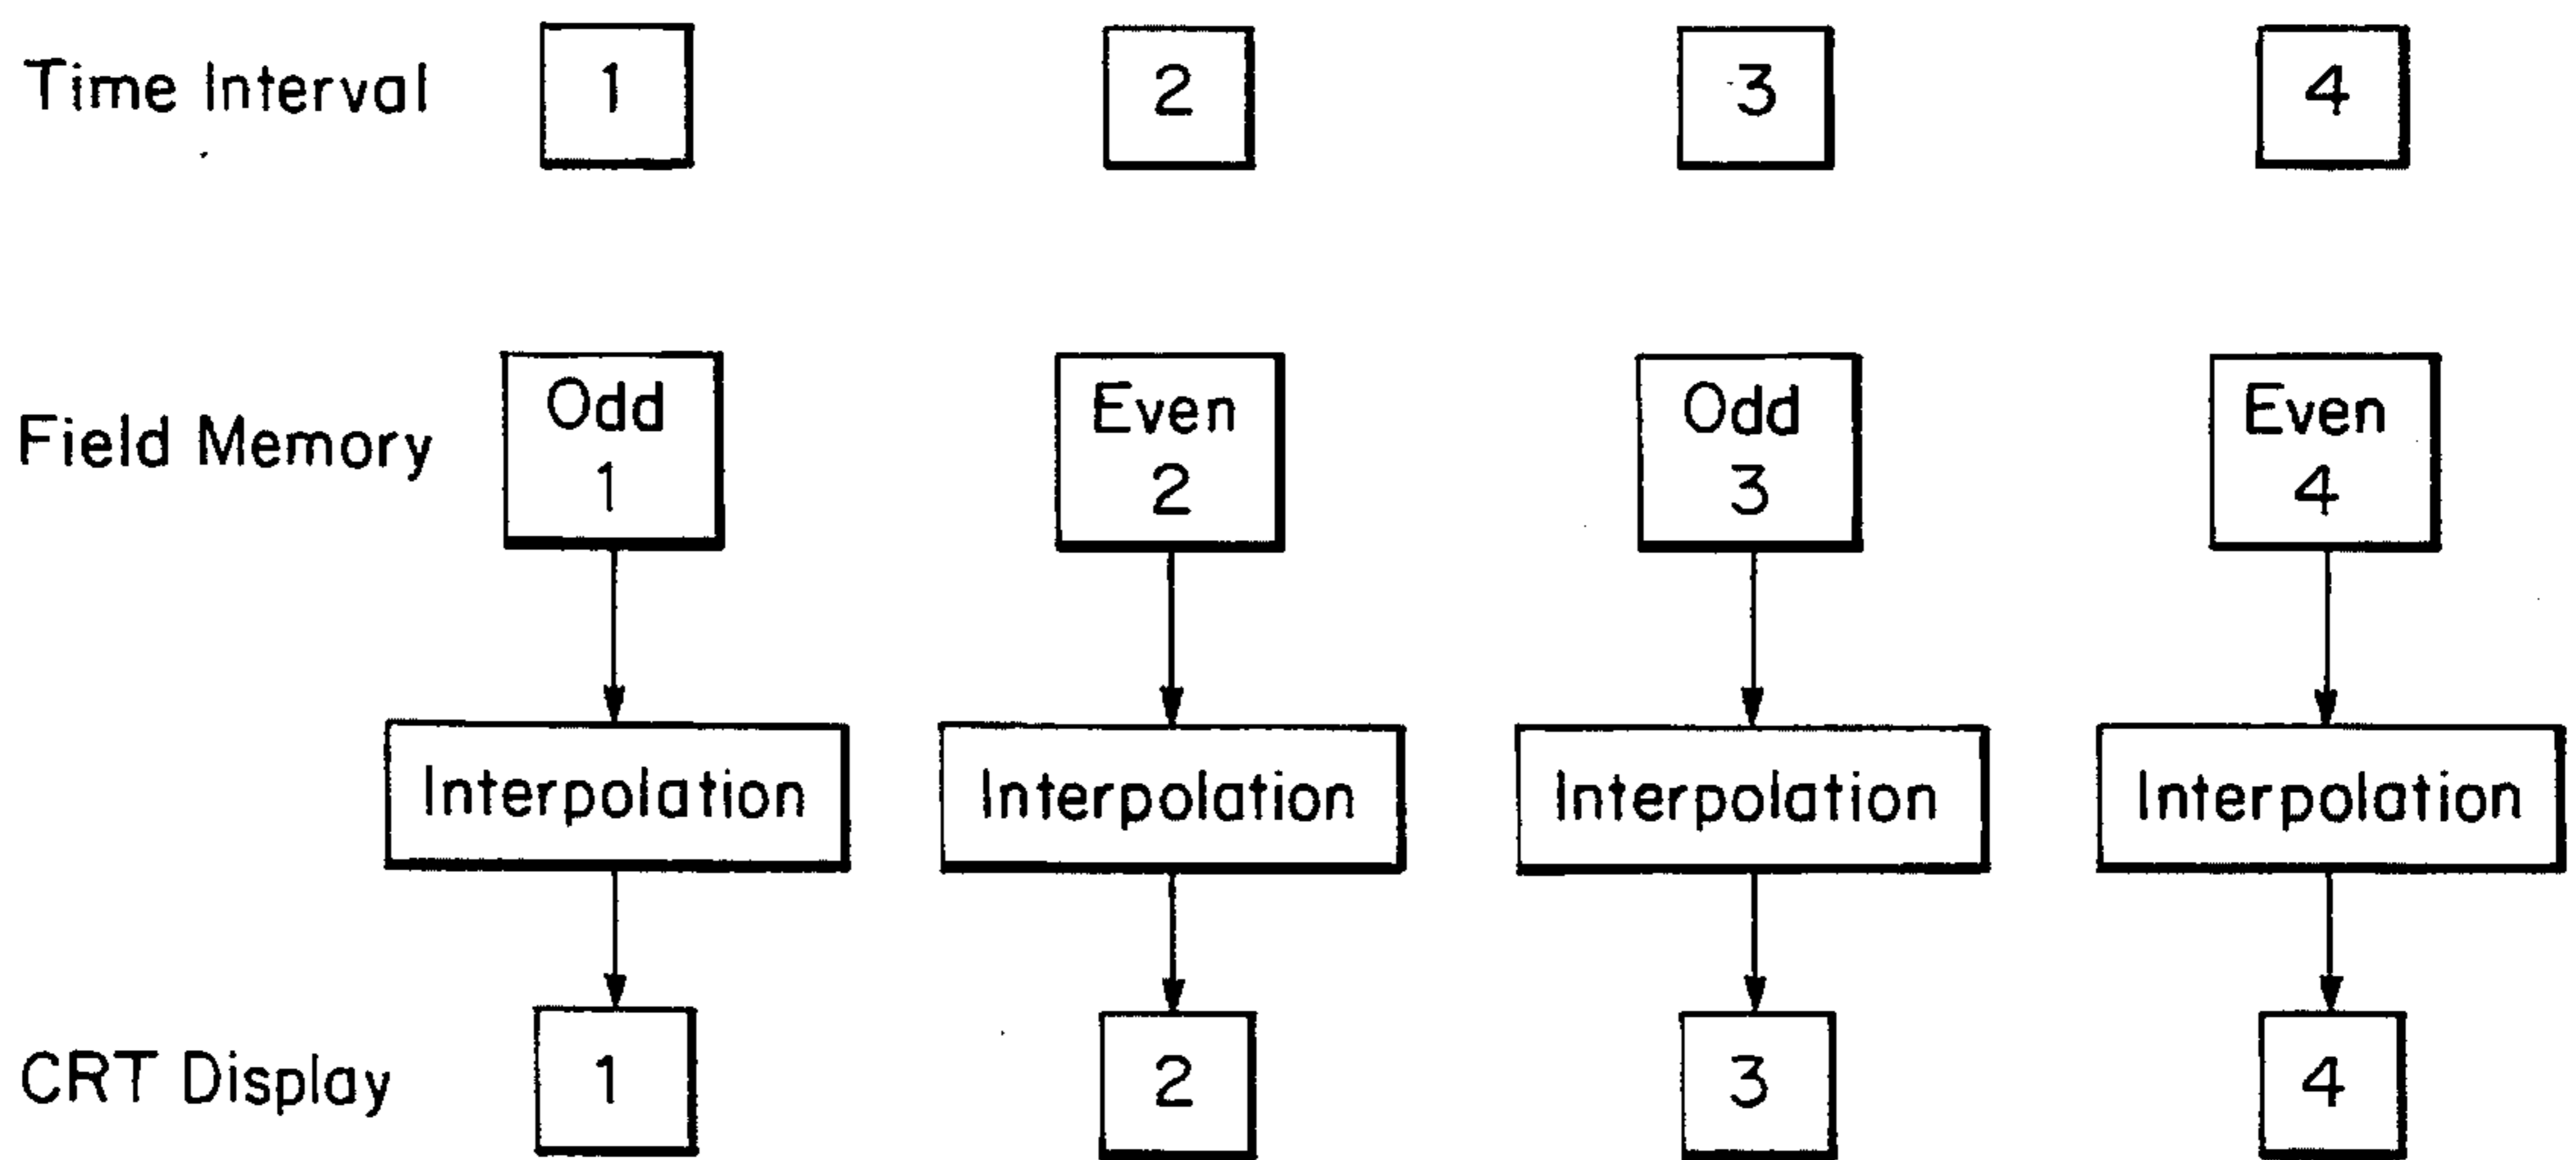 Time Interval 1 2 3 4
Field Memory Odd 1 Even 2 Odd 3 Even 4
Interpolation Interpolation Interpolation Interpolation
CRT Display 1 2 3 4